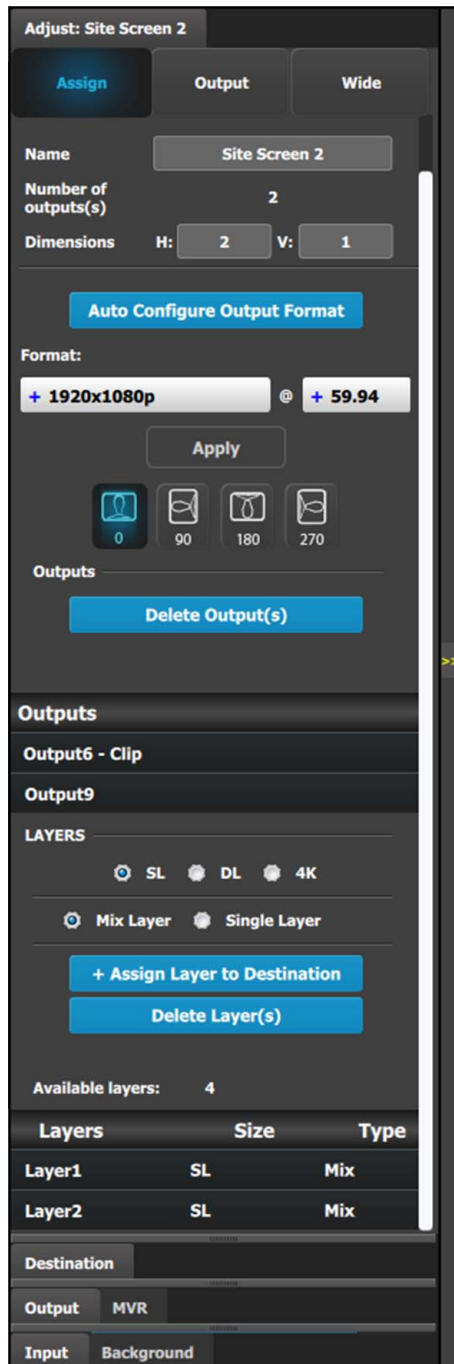 Adjust: Site Screen 2
Assign Output Wide
Name Site Screen 2
Number of
outputs(s) 2
Dimensions H: 2 V: 1
Auto Configure Output Format
Format:
+ 1920x1080p @ + 59.94
Apply
0 90 180 270
Outputs
Delete Output(s)
>>
Outputs
Output6 - Clip
Output9
LAYERS
SL DL 4K
Mix Layer Single Layer
+ Assign Layer to Destination
Delete Layer(s)
Available layers: 4
Layers Size Type
Layer1 SL Mix
Layer2 SL Mix
Destination
Output MVR
Input Background